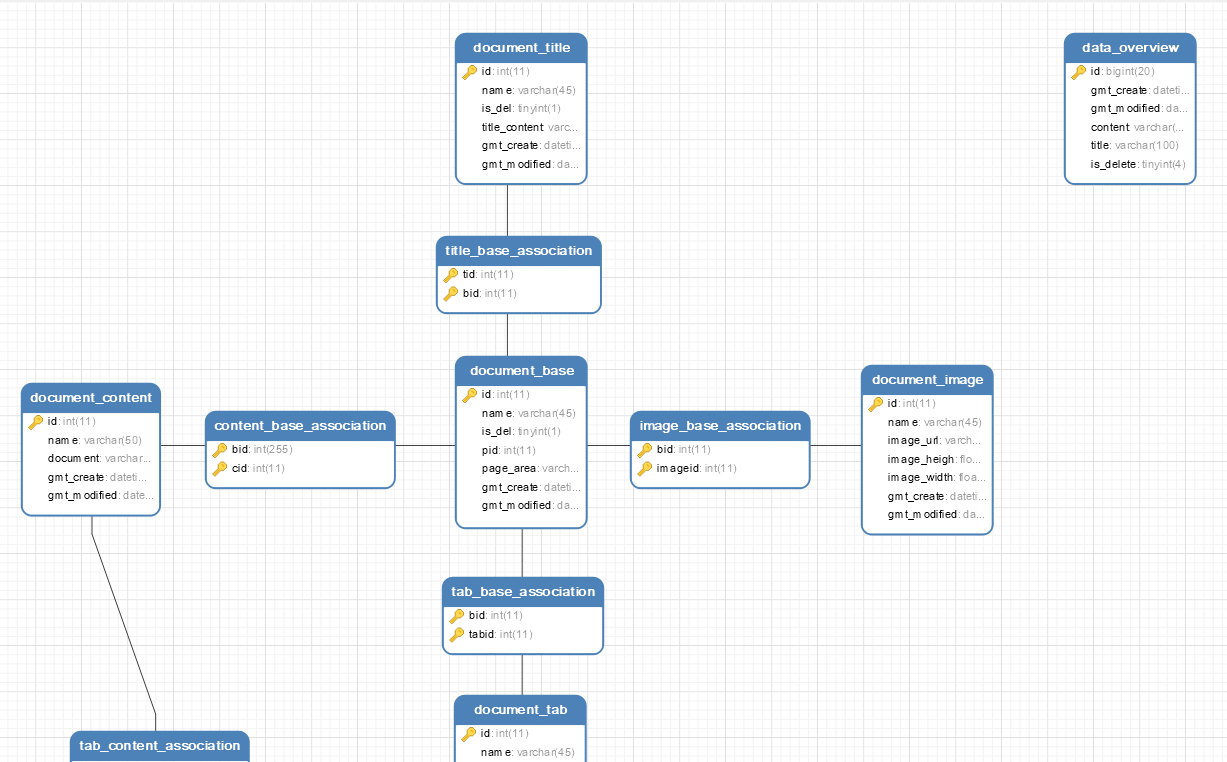 document_title
id: int(11)
name: varchar(45)
is_del: tinyint(1)
title_content: varc...
gmt_create: dateti...
gmt_modified: da...
data_overview
id: bigint(20)
gmt_create: dateti...
gmt_modified: da...
content: varchar(...
title: varchar(100)
is_delete: tinyint(4)
title_base_association
tid: int(11)
bid: int(11)
document_content
id: int(11)
name: varchar(50)
document: varchar...
gmt_create: dateti...
gmt_modified: date...
content_base_association
bid: int(255)
cid: int(11)
document_base
id: int(11)
name: varchar(45)
is_del: tinyint(1)
pid: int(11)
page_area: varch...
gmt_create: dateti...
gmt_modified: da...
image_base_association
bid: int(11)
imageid: int(11)
document_image
id: int(11)
name: varchar(45)
image_url: varch...
image_heigh: flo...
image_width: floa...
gmt_create: dateti...
gmt_modified: da...
tab_base_association
bid: int(11)
tabid: int(11)
document_tab
id: int(11)
name: varchar(45)
tab_content_association